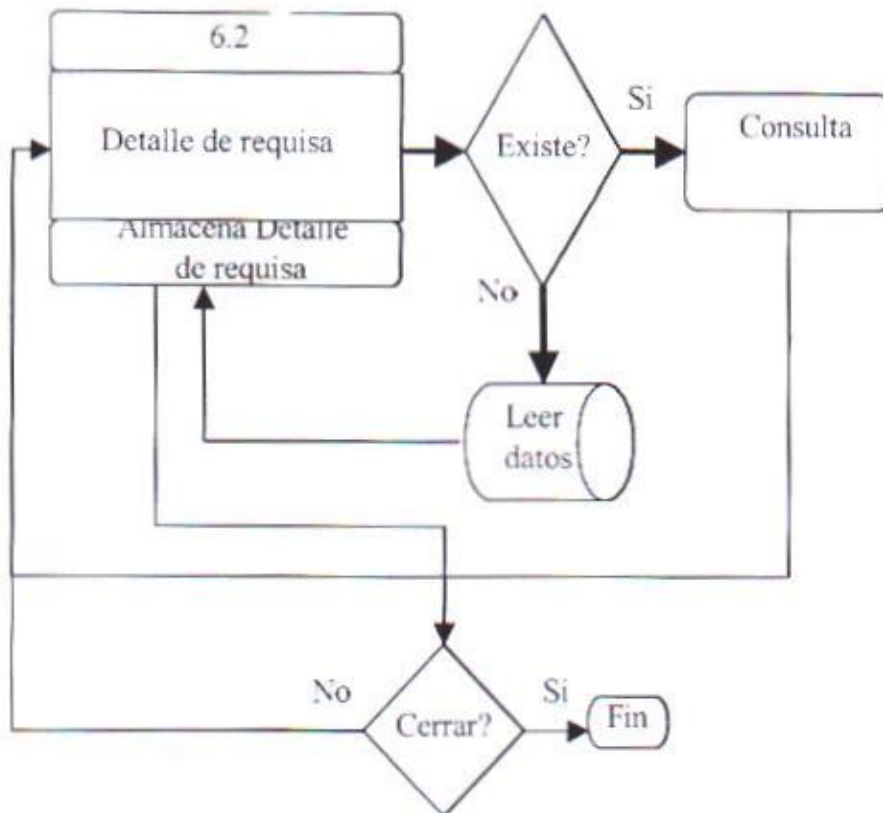 6.2
Detalle de requisa
Almacena Detalle
de requisa
Existe?
Si
Consulta
No
Leer
datos
No
Cerrar?
Si
Fin